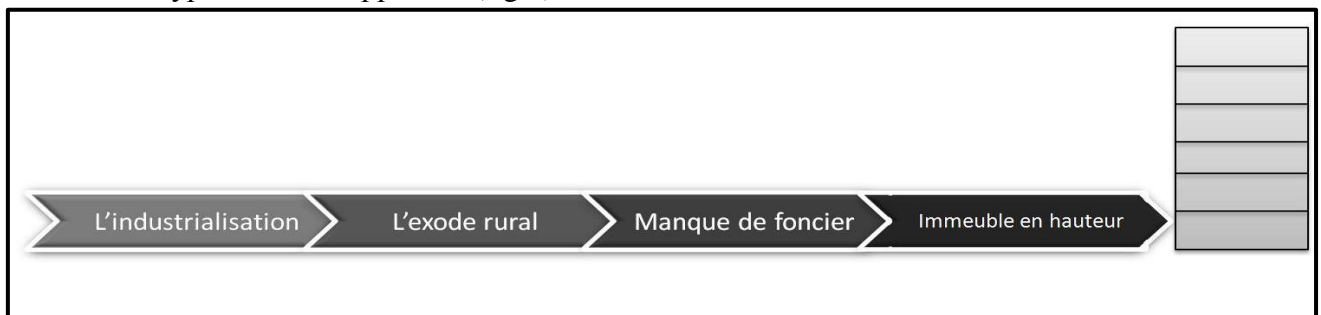 L'industrialisation
L'exode rural
Manque de foncier
Immeuble en hauteur